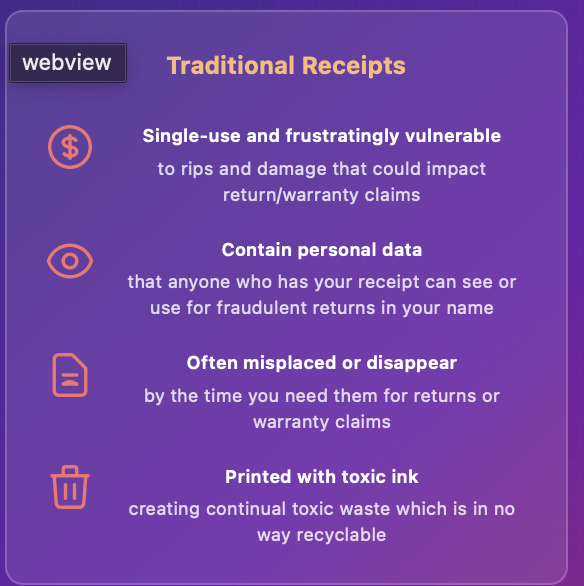 webview
Traditional Receipts
Single-use and frustratingly vulnerable
to rips and damage that could impact
return/warranty claims
Contain personal data
that anyone who has your receipt can see or
use for fraudulent returns in your name
Often misplaced or disappear
by the time you need them for returns or
warranty claims
Printed with toxic ink
creating continual toxic waste which is in no
way recyclable